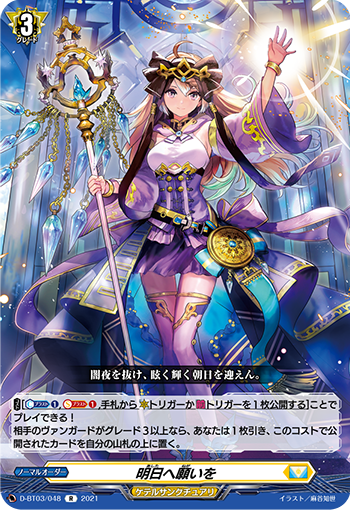 3
グレード
闇夜を抜け、眩く輝く朝日を迎えん。
【カウンターブラスト1,ソウルブラスト1,手札から トリガーか トリガーを1枚公開する】ことで
プレイできる!
相手のヴァンガードがグレード3以上なら、あなたは1枚引き、このコストで公
開されたカードを自分の山札の上に置く。
ノーマルオーダー
明日へ願いを
ケテルサンクチュアリ
D-BT03/048 R 2021
イラスト/麻谷知世